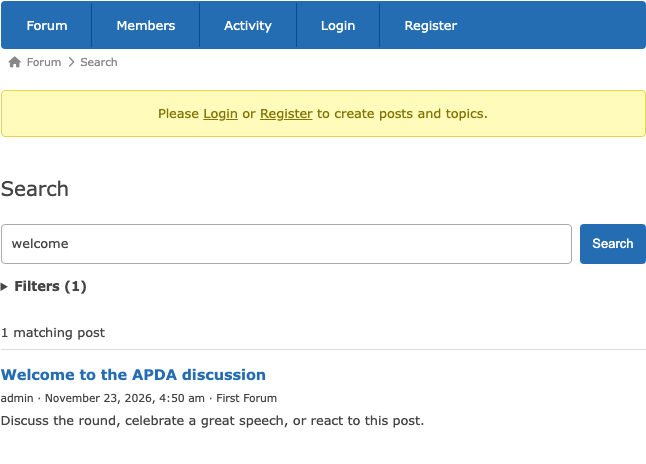 Forum Members Activity Login Register
Forum Search
Please Login or Register to create posts and topics.
Search
welcome Search
Filters (1)
1 matching post
Welcome to the APDA discussion
admin · November 23, 2026, 4:50 am · First Forum
Discuss the round, celebrate a great speech, or react to this post.